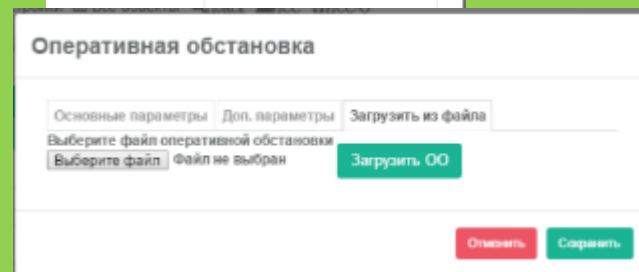 Оперативная обстановка
Основные параметры Доп. параметры Загрузить из файла
Выберите файл оперативной обстановки
Выберите файл Файл не выбран Загрузить ОО
Отменить Сохранить